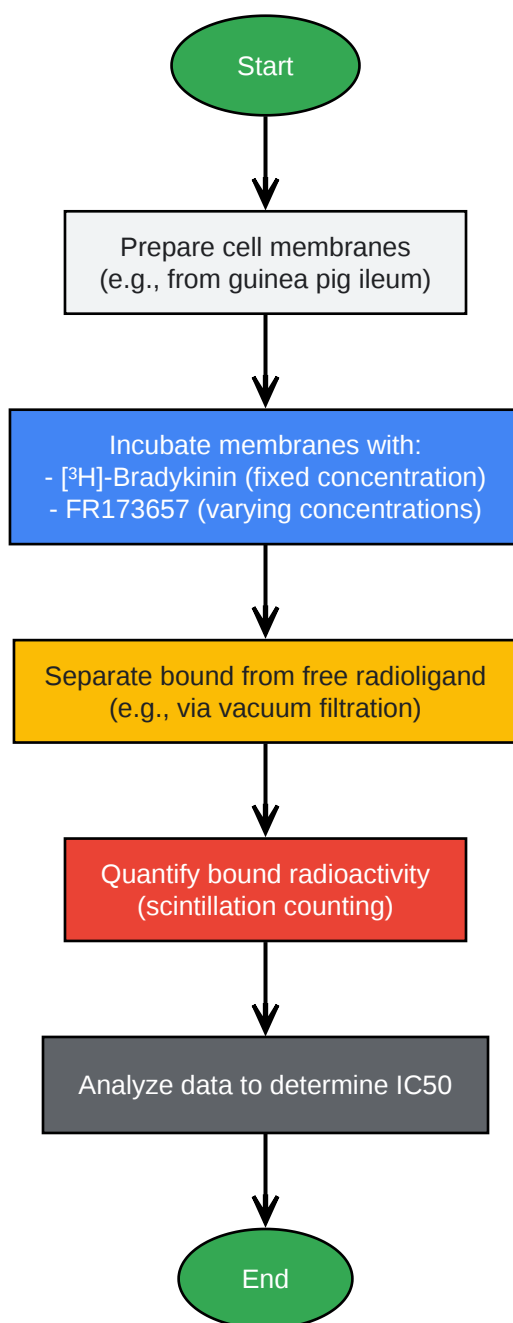 Start
Prepare cell membranes
(e.g., from guinea pig ileum)
Incubate membranes with:
- [³H]-Bradykinin (fixed concentration)
- FR173657 (varying concentrations)
Separate bound from free radioligand
(e.g., via vacuum filtration)
Quantify bound radioactivity
(scintillation counting)
Analyze data to determine IC50
End